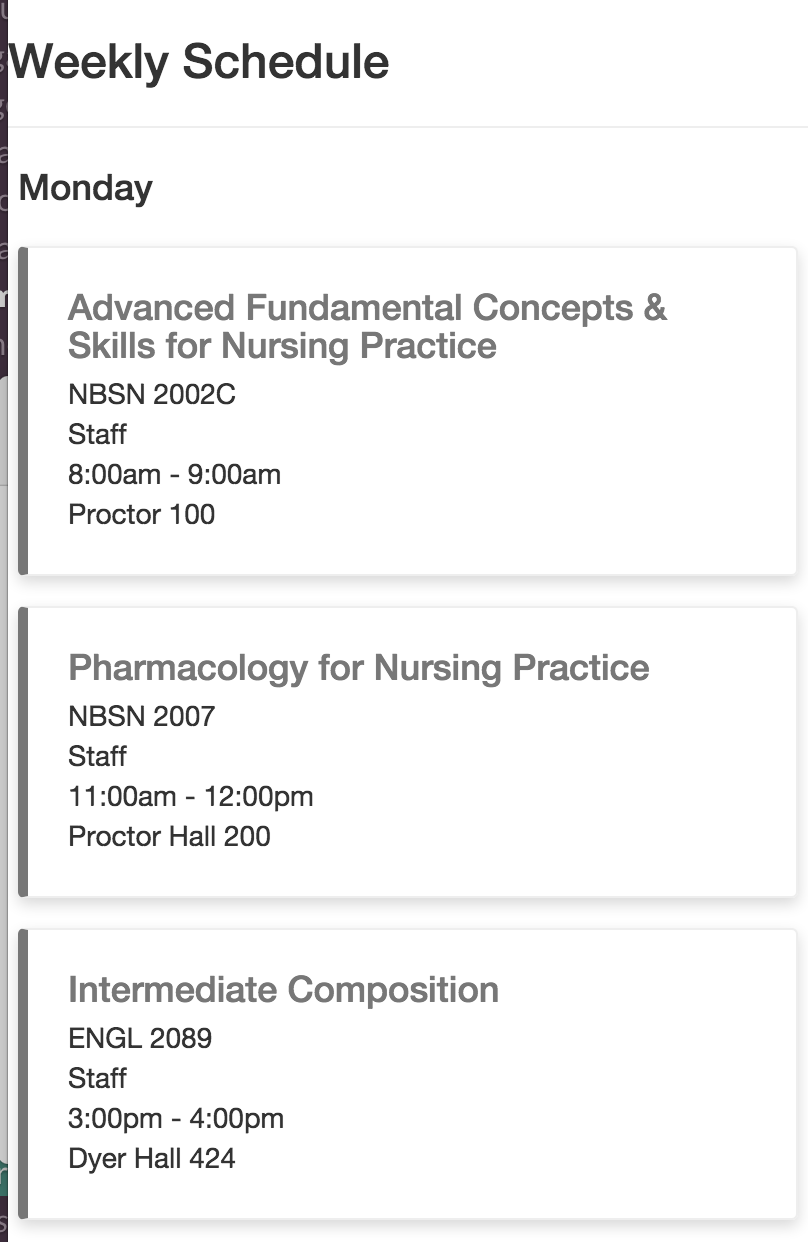 Weekly Schedule
Monday
Advanced Fundamental Concepts &
Skills for Nursing Practice
NBSN 2002C
Staff
8:00am - 9:00am
Proctor 100
Pharmacology for Nursing Practice
NBSN 2007
Staff
11:00am - 12:00pm
Proctor Hall 200
Intermediate Composition
ENGL 2089
Staff
3:00pm - 4:00pm
Dyer Hall 424